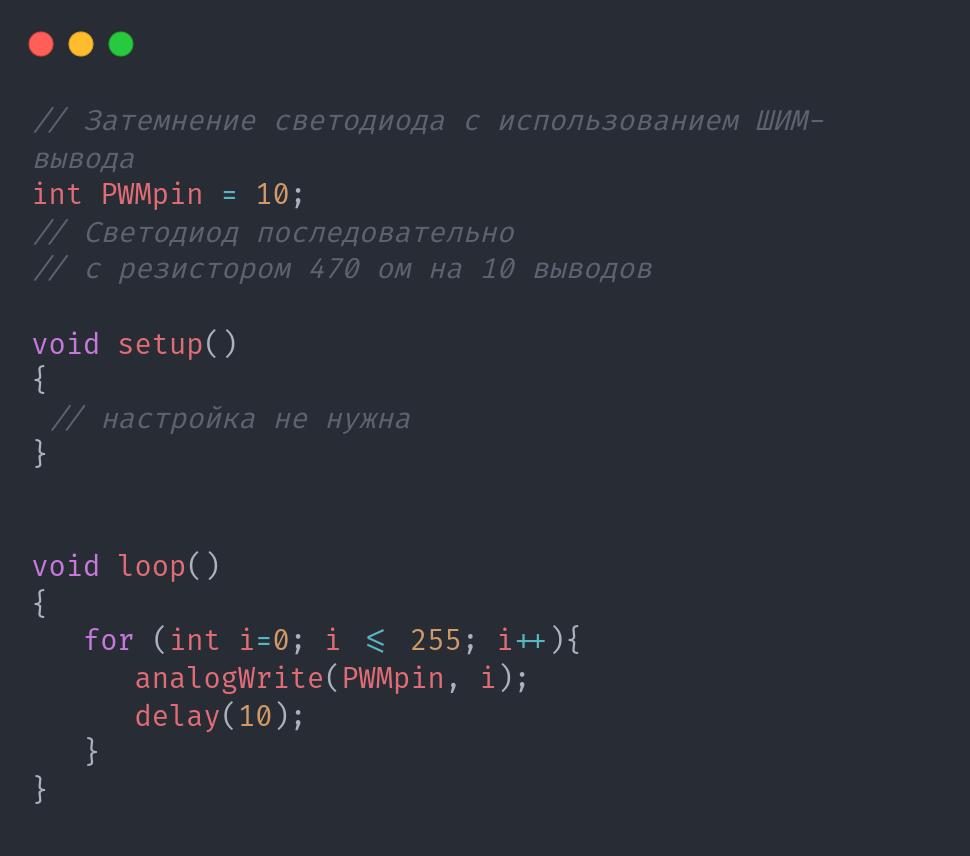 // Затемнение светодиода с использованием ШИМ-
вывода
int PWMpin = 10;
// Светодиод последовательно
// с резистором 470 ом на 10 выводов
void setup()
{
// настройка не нужна
}
void loop()
{
for (int i=0; i <= 255; i++){
analogWrite(PWMpin, i);
delay(10);
}
}